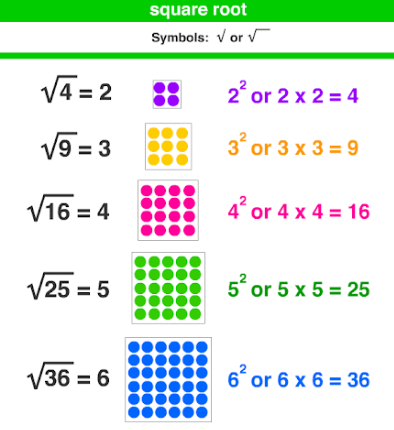 square root
Symbols: √ or √‾
√4 = 2 2² or 2 x 2 = 4
√9 = 3 3² or 3 x 3 = 9
√16 = 4 4² or 4 x 4 = 16
√25 = 5 5² or 5 x 5 = 25
√36 = 6 6² or 6 x 6 = 36